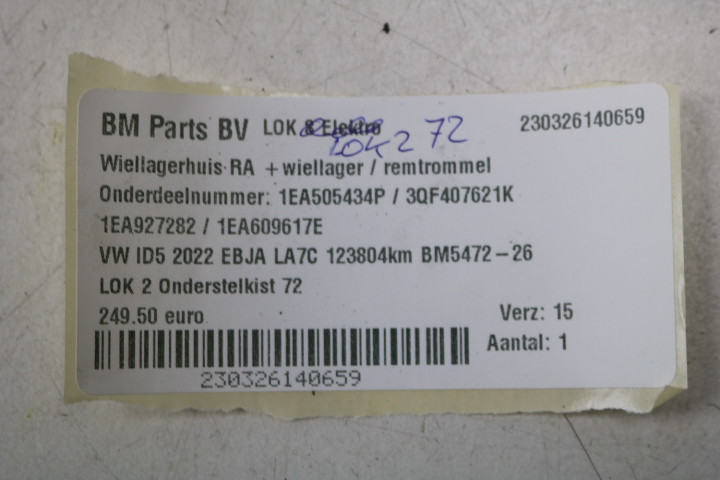 BM Parts BV LOK 8 Elektro 230326140659
LOK 2 72
Wiellagerhuis RA + wiellager / remtrommel
Onderdeelnummer: 1EA505434P / 3QF407621K
1EA927282 / 1EA609617E
VW ID5 2022 EBJA LA7C 123804km BM5472-26
LOK 2 Onderstelkist 72
249.50 euro Verz: 15
Aantal: 1
230326140659